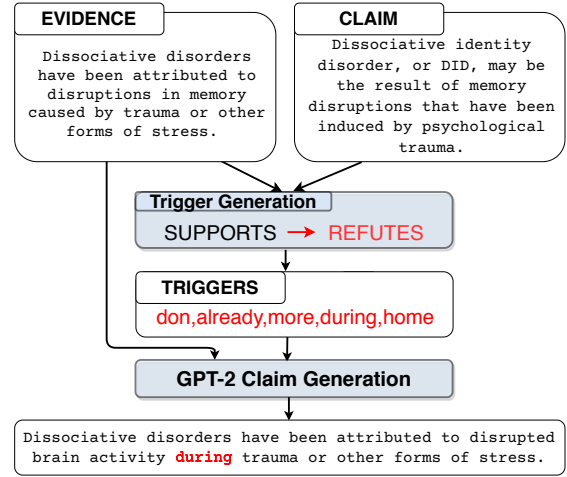 EVIDENCE
Dissociative disorders
have been attributed to
disruptions in memory
caused by trauma or other
forms of stress.
CLAIM
Dissociative identity
disorder, or DID, may be
the result of memory
disruptions that have been
induced by psychological
trauma.
Trigger Generation
SUPPORTS → REFUTES
TRIGGERS
don,already,more,during,home
GPT-2 Claim Generation
Dissociative disorders have been attributed to disrupted
brain activity during trauma or other forms of stress.